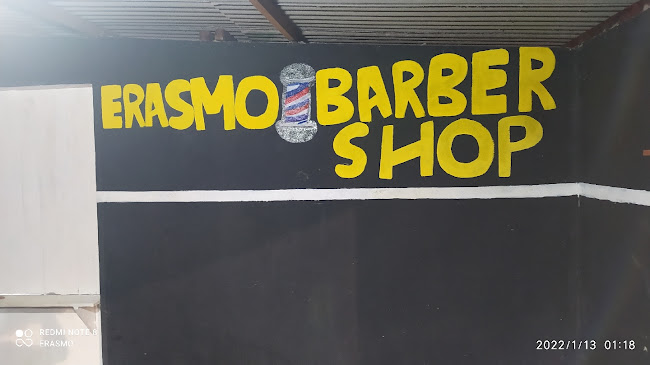 ERASMO BARBER
SHOP
REDMI NOTE 8
ERASMO
2022/1/13 01:18